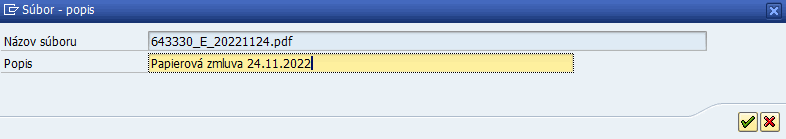 Súbor - popis
Názov súboru 643330_E_20221124.pdf
Popis Papierová zmluva 24.11.2022